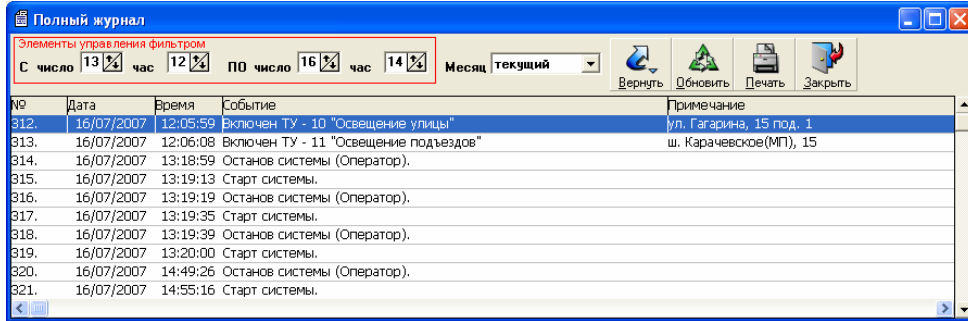 Полный журнал
Элементы управления фильтром
С число 13 час 12 ПО число 16 час 14 Месяц текущий
Вернуть Обновить Печать Закрыть
№ Дата Время Событие Примечание
312. 16/07/2007 12:05:59 Включен ТУ - 10 "Освещение улицы" ул. Гагарина, 15 под. 1
313. 16/07/2007 12:06:08 Включен ТУ - 11 "Освещение подъездов" ш. Карачевское(МП), 15
314. 16/07/2007 13:18:59 Останов системы (Оператор).
315. 16/07/2007 13:19:13 Старт системы.
316. 16/07/2007 13:19:19 Останов системы (Оператор).
317. 16/07/2007 13:19:35 Старт системы.
318. 16/07/2007 13:19:39 Останов системы (Оператор).
319. 16/07/2007 13:20:00 Старт системы.
320. 16/07/2007 14:49:26 Останов системы (Оператор).
321. 16/07/2007 14:55:16 Старт системы.